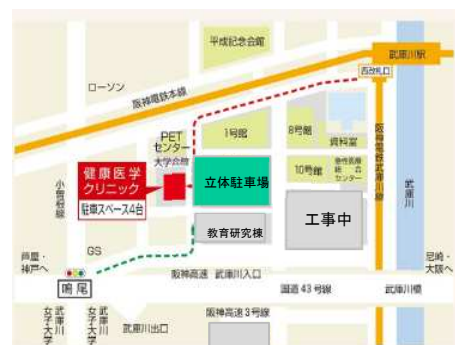 平成記念会館
武庫川駅
西改札口
ローソン
阪神電鉄本線
1号館
8号館
資料室
PET
センター
大学会館
健康医学
クリニック
駐車スペース4台
立体駐車場
10号館
急性医療
総合
センター
阪神電鉄武庫川線
武庫川
小曽根線
教育研究棟
工事中
GS
芦屋・
神戸へ
鳴尾
阪神高速 武庫川入口
国道43号線
武庫川橋
尼崎・
大阪へ
武庫川
女子大学
武庫川
女子大学
武庫川出口
阪神高速3号線